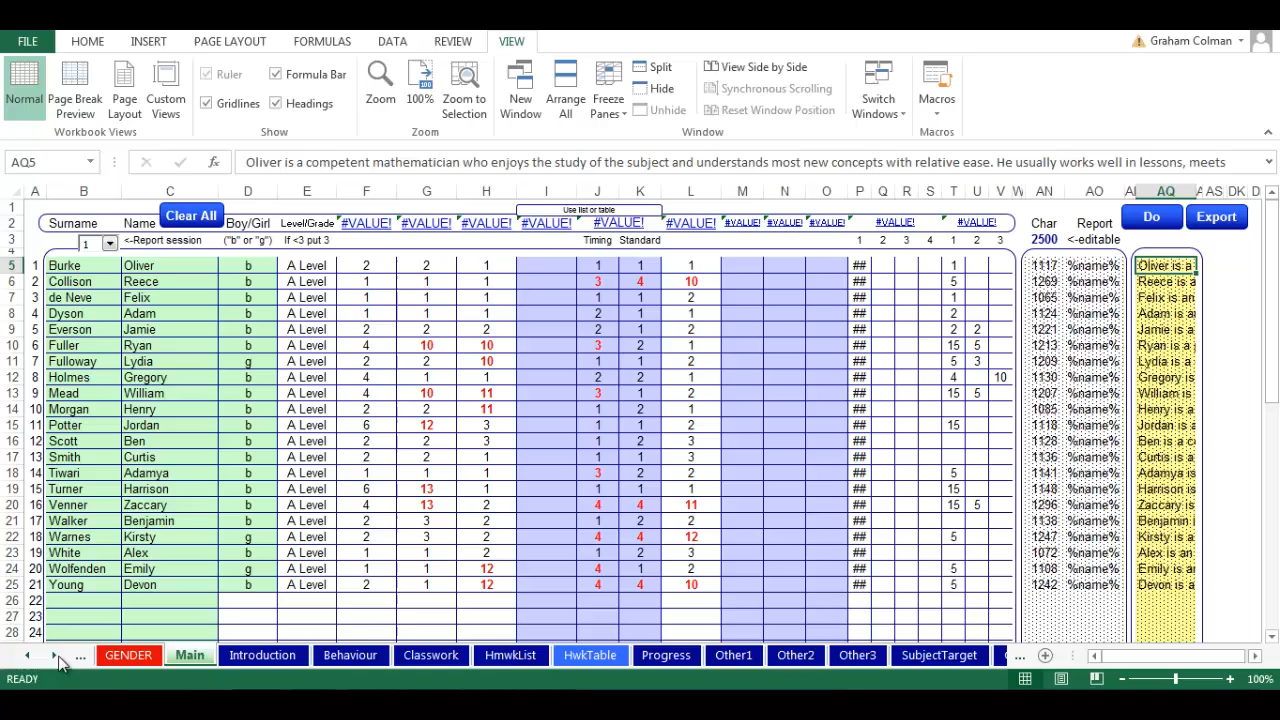 FILE HOME INSERT PAGE LAYOUT FORMULAS DATA REVIEW VIEW Graham Colman
Normal Page Break Preview Page Layout Custom Views Ruler Formula Bar Gridlines Headings Zoom 100% Zoom to Selection New Window Arrange All Freeze Panes Split Hide Unhide View Side by Side Synchronous Scrolling Reset Window Position Switch Windows Macros
Workbook Views Show Zoom Window Macros
AQ5 fx Oliver is a competent mathematician who enjoys the study of the subject and understands most new concepts with relative ease. He usually works well in lessons, meets
A B C D E F G H I J K L M N O P Q R S T U V W AN AO AQ AS DK D
1 Use list or table
2 Surname Name Clear All Boy/Girl Level/Grade #VALUE! #VALUE! #VALUE! #VALUE! #VALUE! #VALUE! #VALUE! #VALUE! #VALUE! #VALUE! #VALUE! Char Report Do Export
3 1 <-Report session ("b" or "g") If <3 put 3 Timing Standard 1 2 3 4 1 2 3 2500 <-editable
4
5 1 Burke Oliver b A Level 2 2 1 1 1 1 ## 1 1117 %name% Oliver is a
6 2 Collison Reece b A Level 1 1 1 3 4 10 ## 5 1269 %name% Reece is a
7 3 de Neve Felix b A Level 1 1 1 1 1 2 ## 1 1065 %name% Felix is an
8 4 Dyson Adam b A Level 1 1 1 2 1 1 ## 2 1124 %name% Adam is a
9 5 Everson Jamie b A Level 2 2 2 2 1 2 ## 2 2 1221 %name% Jamie is a
10 6 Fuller Ryan b A Level 4 10 10 3 2 1 ## 15 5 1213 %name% Ryan is a
11 7 Fulloway Lydia g A Level 2 2 10 1 1 2 ## 5 3 1209 %name% Lydia is a
12 8 Holmes Gregory b A Level 4 1 1 2 2 1 ## 4 10 1130 %name% Gregory is
13 9 Mead William b A Level 4 10 11 3 1 2 ## 15 5 1207 %name% William is
14 10 Morgan Henry b A Level 2 2 11 1 2 1 ## 1085 %name% Henry is a
15 11 Potter Jordan b A Level 6 12 3 1 1 2 ## 15 1118 %name% Jordan is a
16 12 Scott Ben b A Level 2 2 3 1 2 3 ## 1128 %name% Ben is a c
17 13 Smith Curtis b A Level 2 2 2 1 1 3 ## 1136 %name% Curtis is a
18 14 Tiwari Adamya b A Level 1 1 1 3 2 2 ## 5 1141 %name% Adamya is
19 15 Turner Harrison b A Level 6 13 1 1 1 1 ## 15 1148 %name% Harrison is
20 16 Venner Zaccary b A Level 4 13 2 4 4 11 ## 15 5 1296 %name% Zaccary is
21 17 Walker Benjamin b A Level 2 3 2 1 2 2 ## 1138 %name% Benjamin
22 18 Warnes Kirsty g A Level 2 3 2 4 4 12 ## 5 1247 %name% Kirsty is a
23 19 White Alex b A Level 1 1 2 1 2 3 ## 1072 %name% Alex is an
24 20 Wolfenden Emily g A Level 1 1 12 4 1 2 ## 5 1108 %name% Emily is an
25 21 Young Devon b A Level 2 1 12 4 4 10 ## 5 1242 %name% Devon is a
26 22
27 23
28 24
... GENDER Main Introduction Behaviour Classwork HmwkList HwkTable Progress Other1 Other2 Other3 SubjectTarget ...
READY 100%